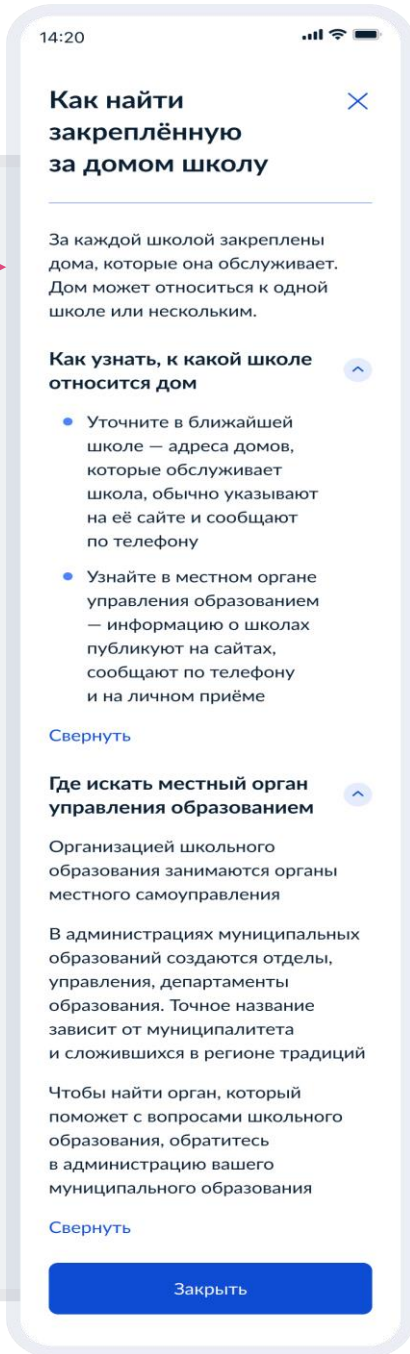 14:20
Как найти
закреплённую
за домом школу
За каждой школой закреплены
дома, которые она обслуживает.
Дом может относиться к одной
школе или нескольким.
Как узнать, к какой школе
относится дом
Уточните в ближайшей
школе — адреса домов,
которые обслуживает
школа, обычно указывают
на её сайте и сообщают
по телефону
Узнайте в местном органе
управления образованием
— информацию о школах
публикуют на сайтах,
сообщают по телефону
и на личном приёме
Свернуть
Где искать местный орган
управления образованием
Организацией школьного
образования занимаются органы
местного самоуправления
В администрациях муниципальных
образований создаются отделы,
управления, департаменты
образования. Точное название
зависит от муниципалитета
и сложившихся в регионе традиций
Чтобы найти орган, который
поможет с вопросами школьного
образования, обратитесь
в администрацию вашего
муниципального образования
Свернуть
Закрыть